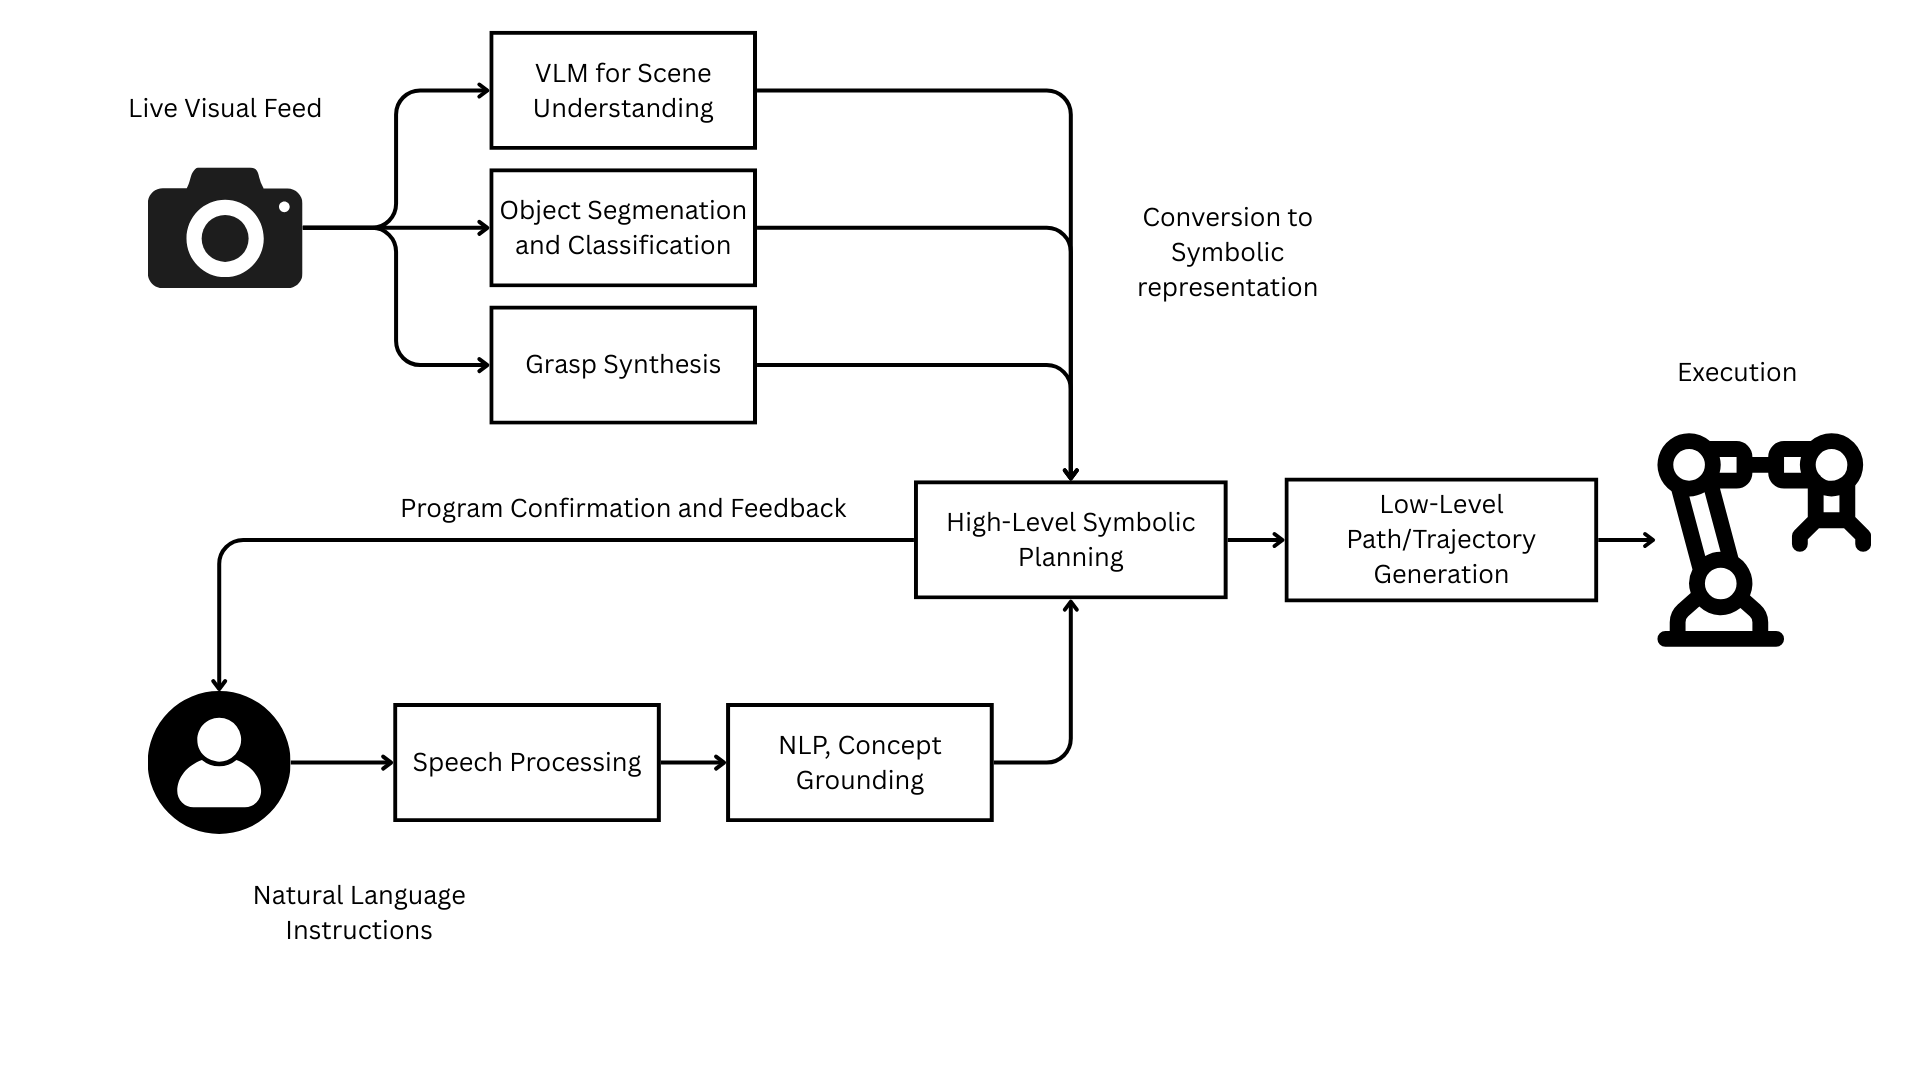 Live Visual Feed
VLM for Scene
Understanding
Object Segmenation
and Classification
Grasp Synthesis
Conversion to
Symbolic
representation
Execution
Program Confirmation and Feedback
High-Level Symbolic
Planning
Low-Level
Path/Trajectory
Generation
Speech Processing
NLP, Concept
Grounding
Natural Language
Instructions